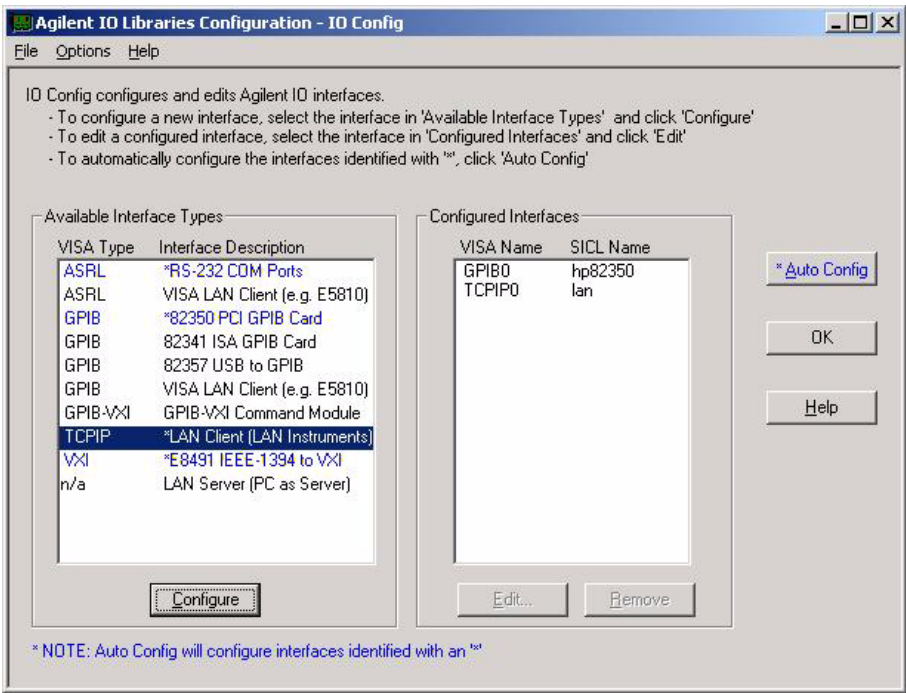 Agilent IO Libraries Configuration - IO Config
File Options Help
IO Config configures and edits Agilent IO interfaces.
- To configure a new interface, select the interface in 'Available Interface Types' and click 'Configure'
- To edit a configured interface, select the interface in 'Configured Interfaces' and click 'Edit'
- To automatically configure the interfaces identified with '*', click 'Auto Config'
Available Interface Types
VISA Type Interface Description
ASRL *RS-232 COM Ports
ASRL VISA LAN Client (e.g. E5810)
GPIB *82350 PCI GPIB Card
GPIB 82341 ISA GPIB Card
GPIB 82357 USB to GPIB
GPIB VISA LAN Client (e.g. E5810)
GPIB-VXI GPIB-VXI Command Module
TCPIP *LAN Client (LAN Instruments)
VXI *E8491 IEEE-1394 to VXI
n/a LAN Server (PC as Server)
Configure
Configured Interfaces
VISA Name SICL Name
GPIB0 hp82350
TCPIP0 lan
Edit... Remove
* Auto Config
OK
Help
* NOTE: Auto Config will configure interfaces identified with an '*'